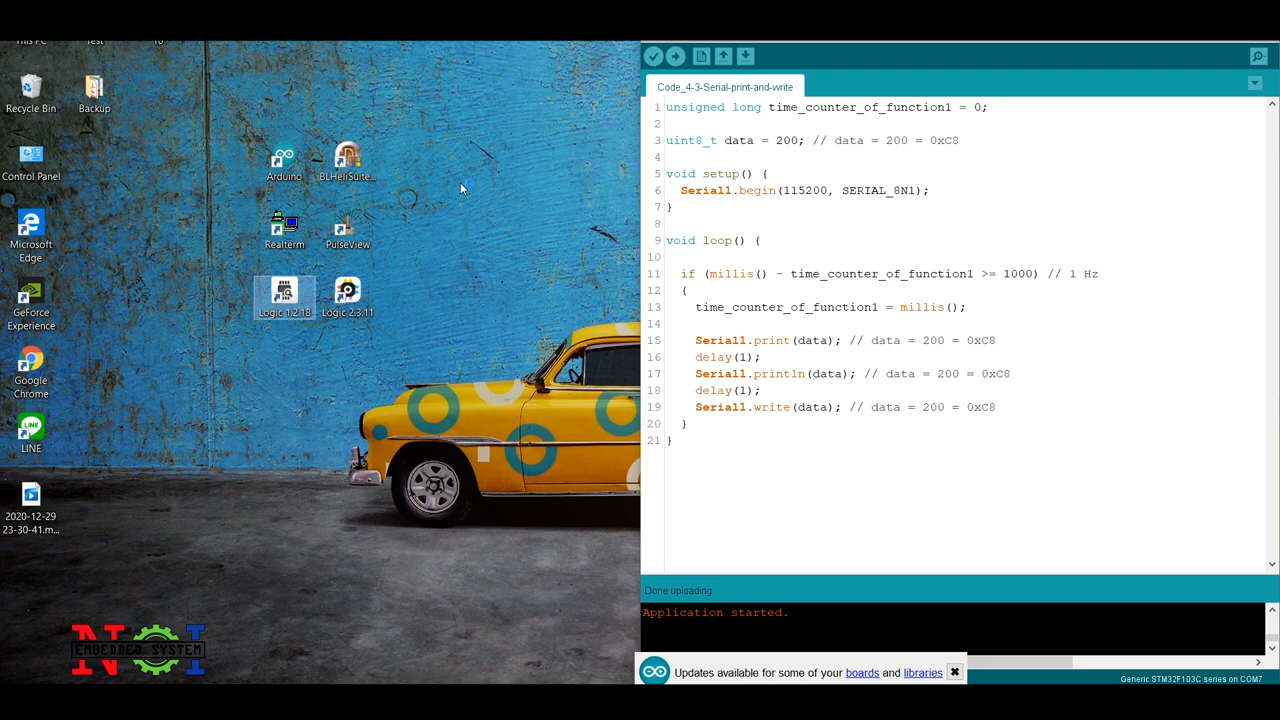 This PC
Test
10
Recycle Bin
Backup
Control Panel
Arduino
BLHeliSuite...
Microsoft
Edge
Realterm
PulseView
GeForce
Experience
Logic 1.2.18
Logic 2.3.11
Google
Chrome
LINE
2020-12-29
23-30-41.m...
N I
EMBEDDED SYSTEM
Code_4-3-Serial-print-and-write
1 unsigned long time_counter_of_function1 = 0;
2
3 uint8_t data = 200; // data = 200 = 0xC8
4
5 void setup() {
6   Serial1.begin(115200, SERIAL_8N1);
7 }
8
9 void loop() {
10
11   if (millis() - time_counter_of_function1 >= 1000) // 1 Hz
12   {
13     time_counter_of_function1 = millis();
14
15     Serial1.print(data); // data = 200 = 0xC8
16     delay(1);
17     Serial1.println(data); // data = 200 = 0xC8
18     delay(1);
19     Serial1.write(data); // data = 200 = 0xC8
20   }
21 }
Done uploading.
Application started.
Updates available for some of your boards and libraries
Generic STM32F103C series on COM7